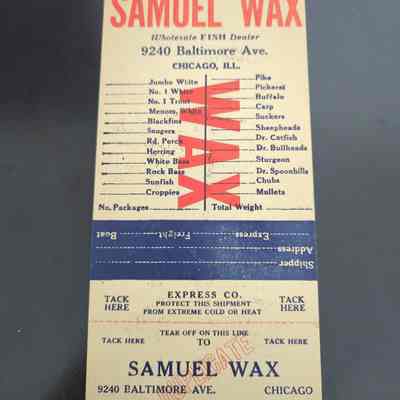 SAMUEL WAX
Wholesale FISH Dealer
9240 Baltimore Ave.
CHICAGO, ILL.
WAX
Jumbo White
No. 1 White
No. 1 Trout
Menom. White
Blackfins
Saugers
Rd. Perch
Herring
White Bass
Rock Bass
Sunfish
Croppies
No. Packages
Pike
Pickerel
Buffalo
Carp
Suckers
Sheepheads
Dr. Catfish
Dr. Bullheads
Sturgeon
Dr. Spoonbills
Chubs
Mullets
Total Weight
Shipper
Address
Boat Freight Express
TACK HERE
EXPRESS CO.
PROTECT THIS SHIPMENT
FROM EXTREME COLD OR HEAT
TACK HERE
TACK HERE
TEAR OFF ON THIS LINE
TO
TACK HERE
SAMUEL WAX
9240 BALTIMORE AVE. CHICAGO